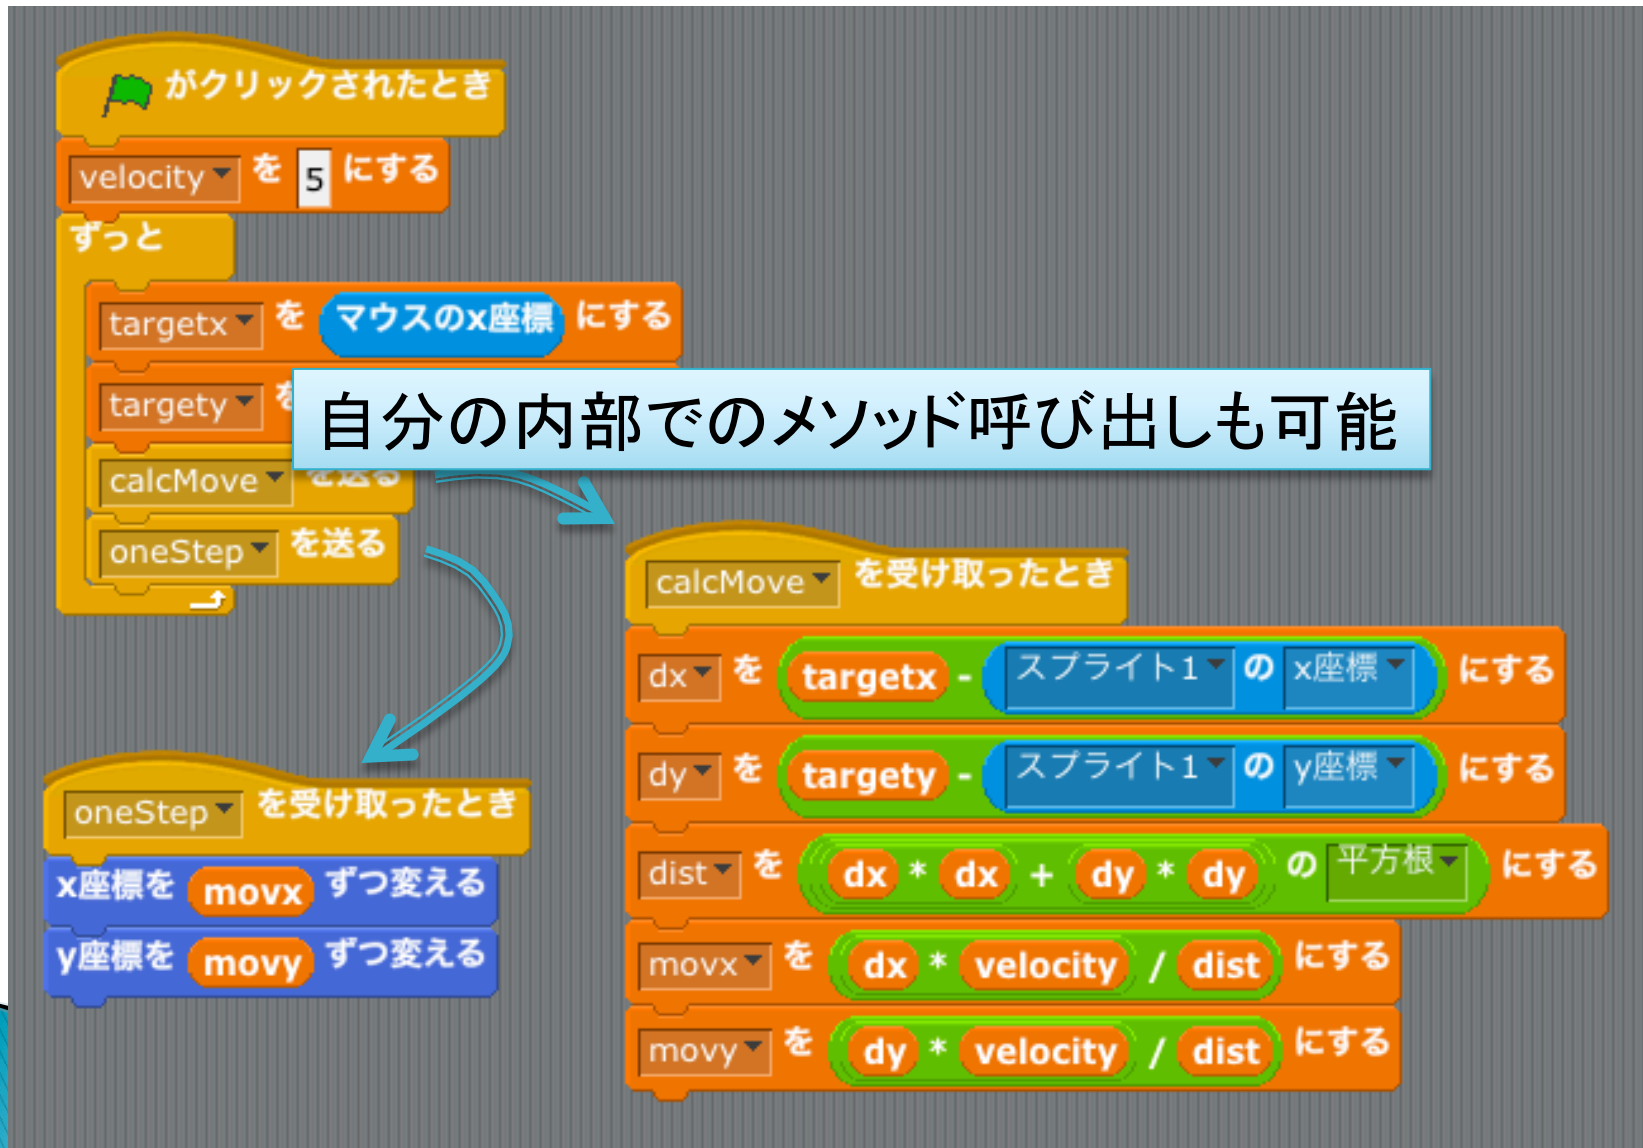 がクリックされたとき
velocity を 5 にする
ずっと
targetx を マウスのx座標 にする
targety
自分の内部でのメソッド呼び出しも可能
calcMove を送る
oneStep を送る
calcMove を受け取ったとき
dx を targetx - スプライト1 の x座標 にする
dy を targety - スプライト1 の y座標 にする
dist を dx * dx + dy * dy の 平方根 にする
movx を dx * velocity / dist にする
movy を dy * velocity / dist にする
oneStep を受け取ったとき
x座標を movx ずつ変える
y座標を movy ずつ変える